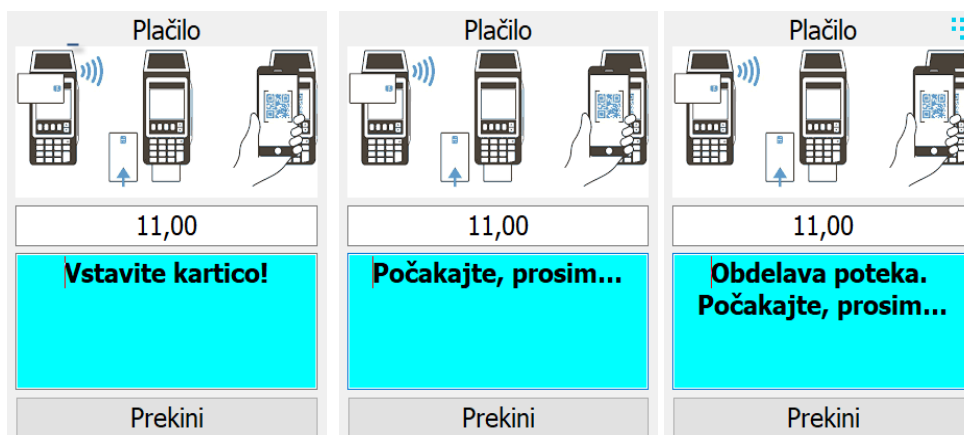 Plačilo
11,00
Vstavite kartico!
Prekini
Plačilo
11,00
Počakajte, prosim...
Prekini
Plačilo
11,00
Obdelava poteka.
Počakajte, prosim...
Prekini